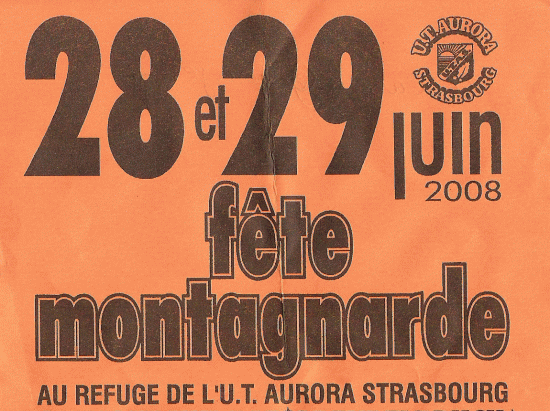 28 et 29 juin
2008
U.T. AURORA
STRASBOURG
fête
montagnarde
AU REFUGE DE L'U.T. AURORA STRASBOURG